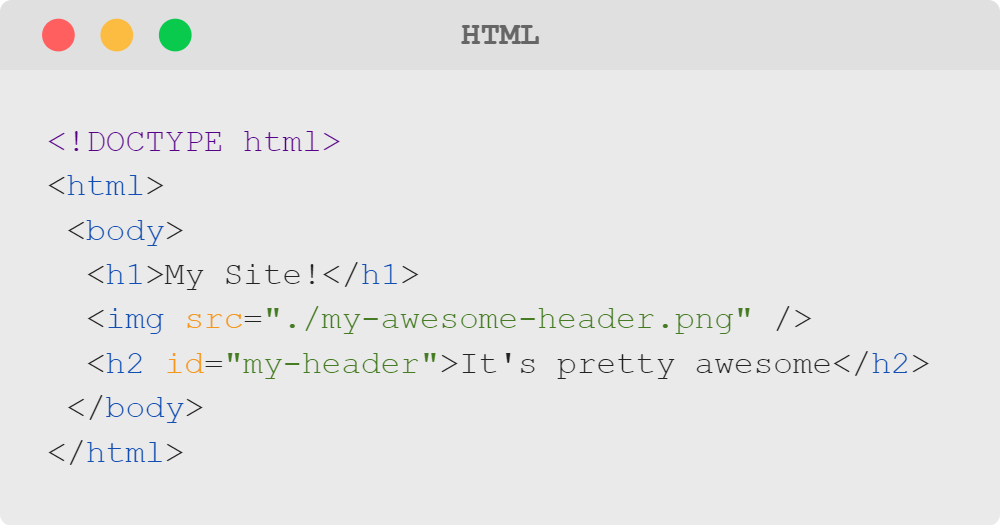 HTML
<!DOCTYPE html>
<html>
 <body>
  <h1>My Site!</h1>
  <img src="./my-awesome-header.png" />
  <h2 id="my-header">It's pretty awesome</h2>
 </body>
</html>